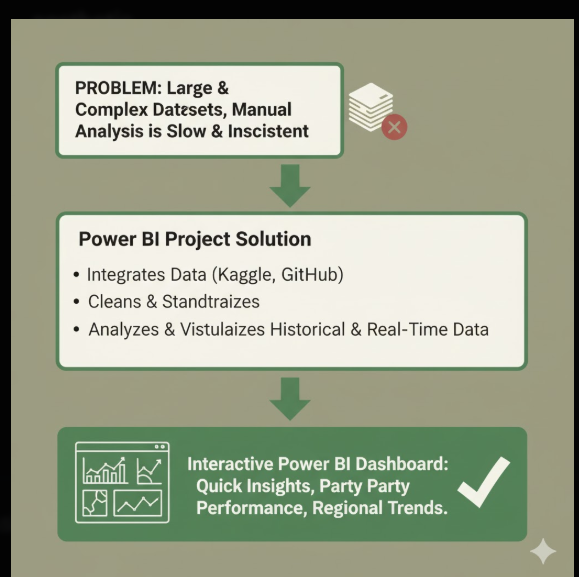 PROBLEM: Large &
Complex Datɛsets, Manual
Analysis is Slow & Inscistent
Power BI Project Solution
• Integrates Data (Kaggle, GitHub)
• Cleans & Standtraizes
• Analyzes & Vistulaizes Historical & Real-Time Data
Interactive Power BI Dashboard:
Quick Insights, Party Party
Performance, Regional Trends.